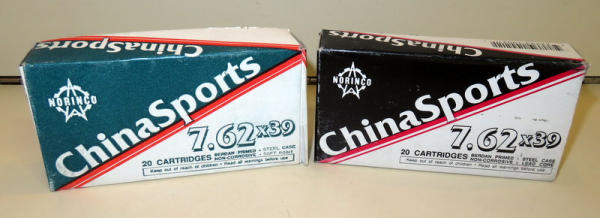 ChinaSports
NORINCO
ChinaSports
7.62x39
20 CARTRIDGES
BERDAN PRIMED • STEEL CASE
NON-CORROSIVE • SOFT POINT
Keep out of reach of children • Read all warnings before use
ChinaSports
NORINCO
ChinaSports
7.62x39
20 CARTRIDGES
BERDAN PRIMED • STEEL CASE
NON-CORROSIVE • LEAD CORE
Keep out of reach of children • Read all warnings before use